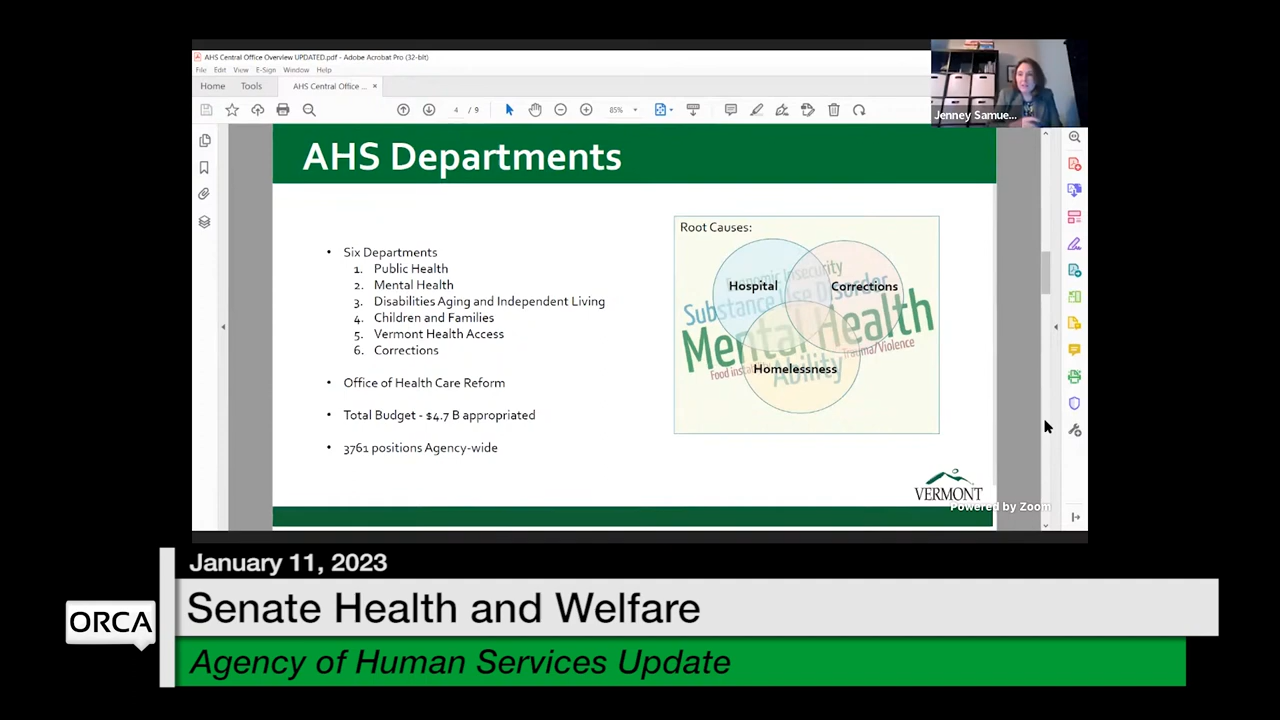 AHS Central Office Overview UPDATED.pdf - Adobe Acrobat Pro (32-bit)
File Edit View E-Sign Window Help
Home Tools AHS Central Office ... ×
4 / 9 85%
Jenney Samue...
AHS Departments
• Six Departments
1. Public Health
2. Mental Health
3. Disabilities Aging and Independent Living
4. Children and Families
5. Vermont Health Access
6. Corrections
• Office of Health Care Reform
• Total Budget - $4.7 B appropriated
• 3761 positions Agency-wide
Root Causes:
Economic Insecurity
Hospital
Corrections
Substance Use Disorder
Mental Health
Trauma/Violence
Food
Homelessness
Ability
VERMONT
Powered by Zoom
January 11, 2023
ORCA
Senate Health and Welfare
Agency of Human Services Update